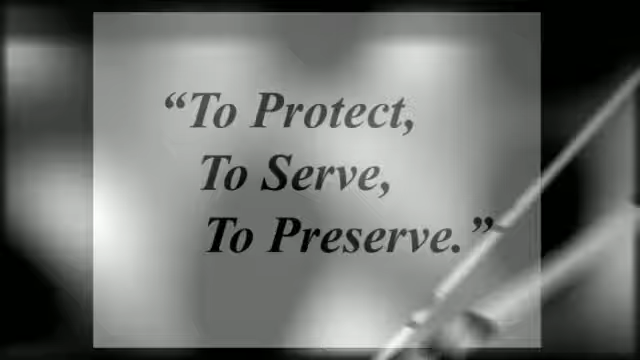 “To Protect,
To Serve,
To Preserve.”